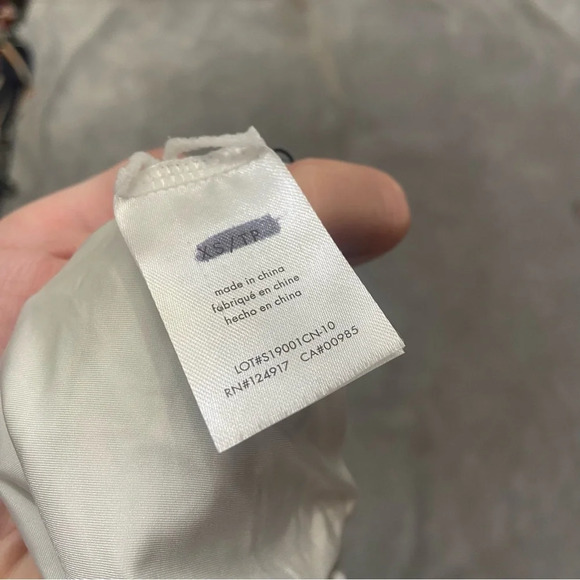 XS/TP
made in china
fabriqué en chine
hecho en china
LOT#S19001CN-10
RN#124917 CA#00985